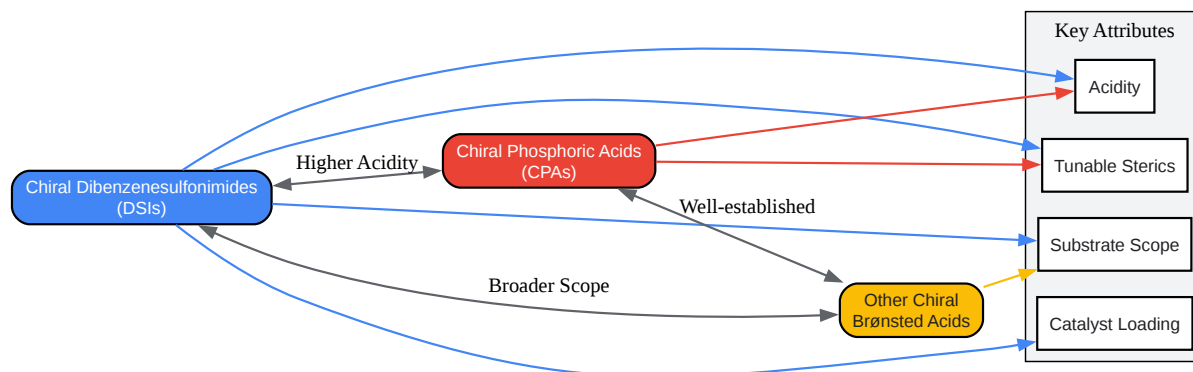 Key Attributes
Acidity
Chiral Phosphoric Acids
(CPAs)
Higher Acidity
Tunable Sterics
Chiral Dibenzenesulfonimides
(DSIs)
Well-established
Substrate Scope
Broader Scope
Other Chiral
Brønsted Acids
Catalyst Loading